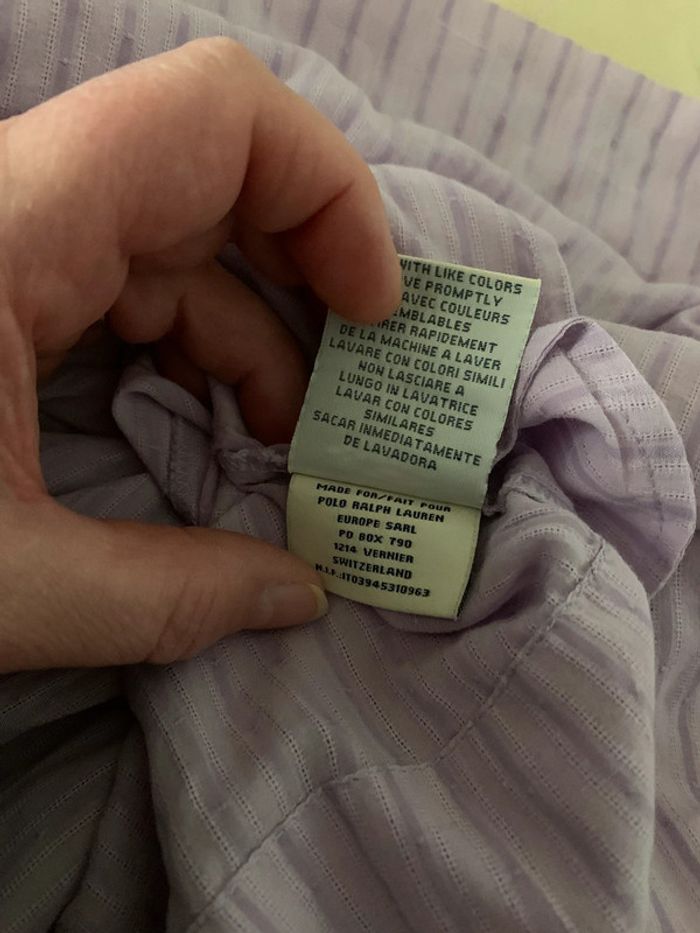 WITH LIKE COLORS
VE PROMPTLY
AVEC COULEURS
EMBLABLES
IRER RAPIDEMENT
DE LA MACHINE A LAVER
LAVARE CON COLORI SIMILI
NON LASCIARE A
LUNGO IN LAVATRICE
LAVAR CON COLORES
SIMILARES
SACAR INMEDIATAMENTE
DE LAVADORA
MADE FOR/FAIT POUR
POLO RALPH LAUREN
EUROPE SARL
PO BOX 790
1214 VERNIER
SWITZERLAND
N.I.F.:IT03945310963